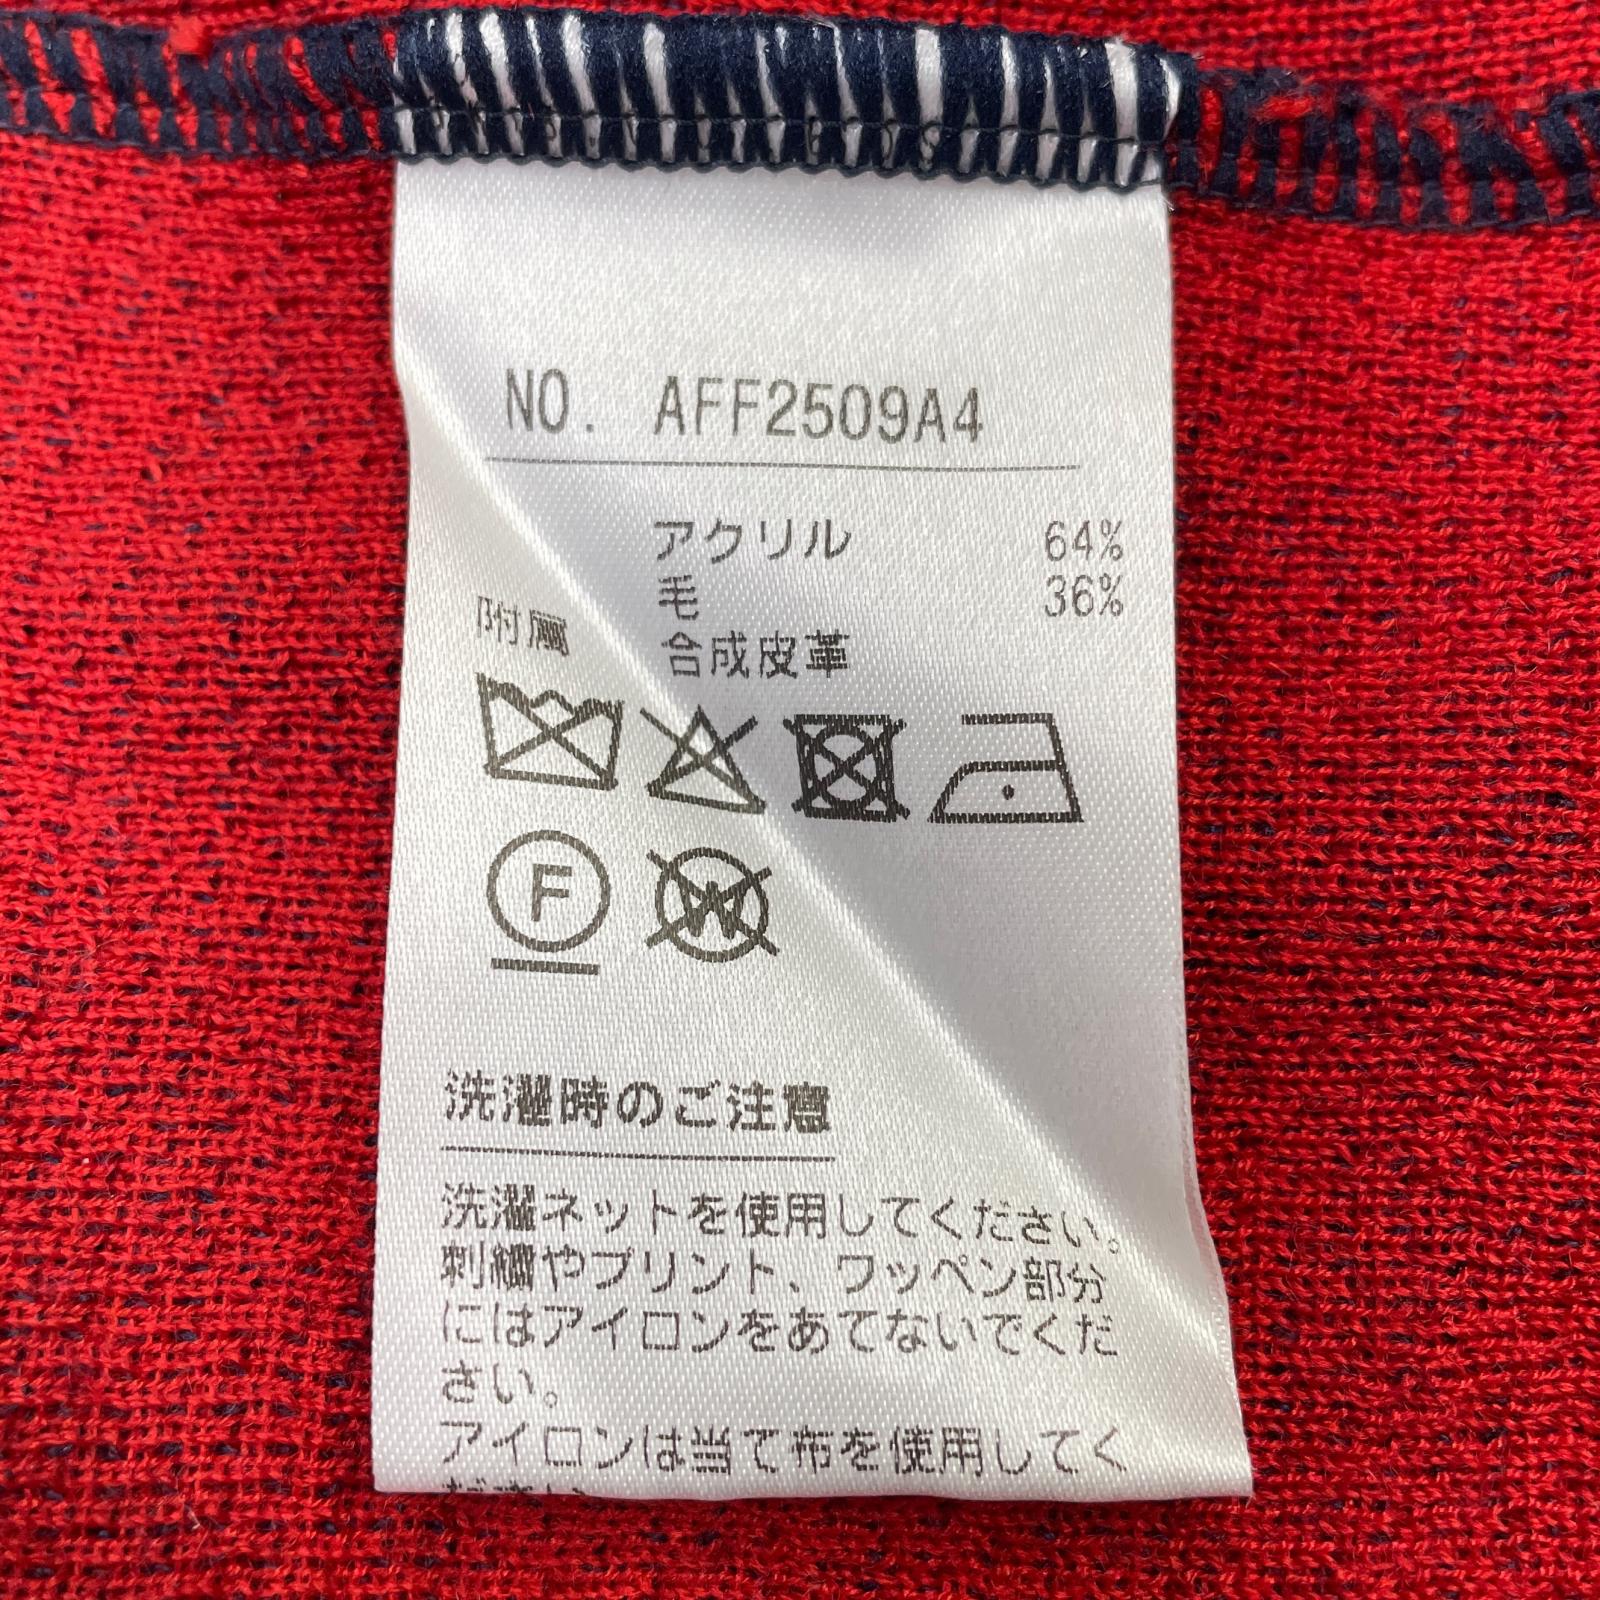 NO. AFF2509A4
アクリル 64%
毛 36%
附属 合成皮革
F
W
洗濯時のご注意
洗濯ネットを使用してください。
刺繍やプリント、ワッペン部分
にはアイロンをあてないでくだ
さい。
アイロンは当て布を使用してく
ださい